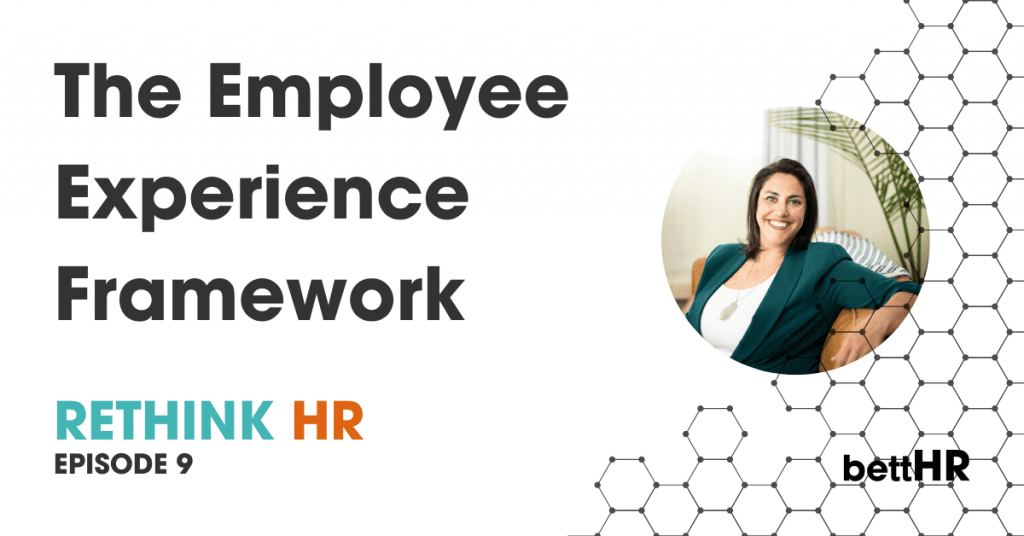 The Employee
Experience
Framework
RETHINK HR
EPISODE 9
bettHR